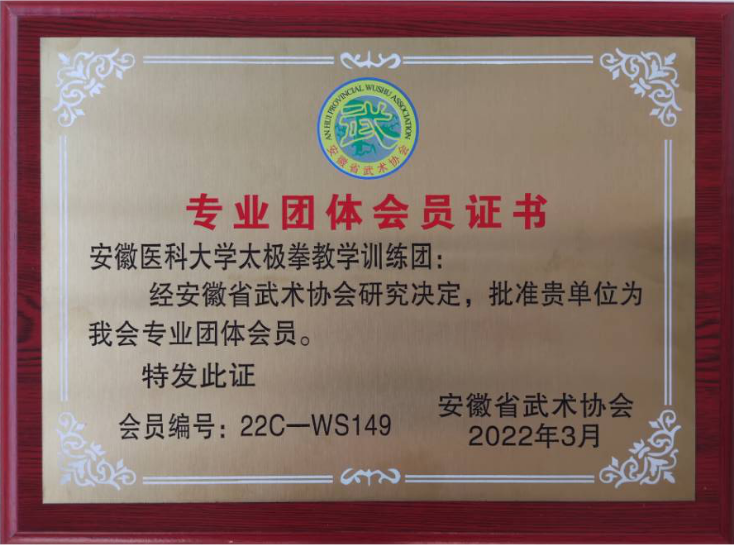 AN HUI PROVINCIAL WUSHU ASSOCIATION
武
安徽省武术协会
专业团体会员证书
安徽医科大学太极拳教学训练团：
经安徽省武术协会研究决定，批准贵单位为
我会专业团体会员。
特发此证
会员编号：22C—WS149
安徽省武术协会
2022年3月